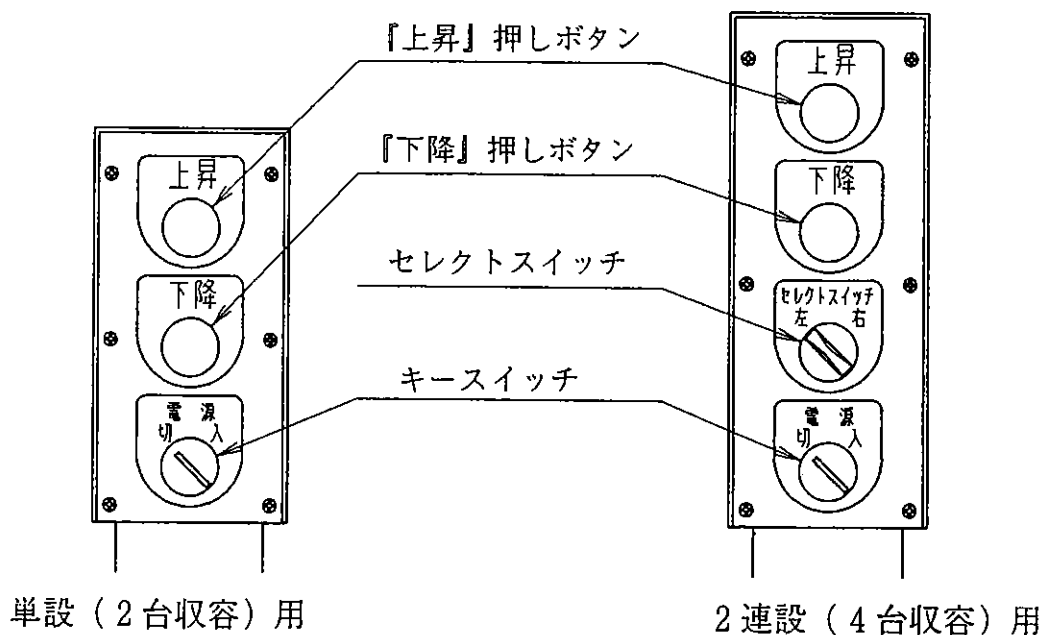 『上昇』押しボタン
『下降』押しボタン
セレクトスイッチ
キースイッチ
上昇
下降
電源
切 入
上昇
下降
セレクトスイッチ
左 右
電源
切 入
単設(2台収容)用
2連設(4台収容)用